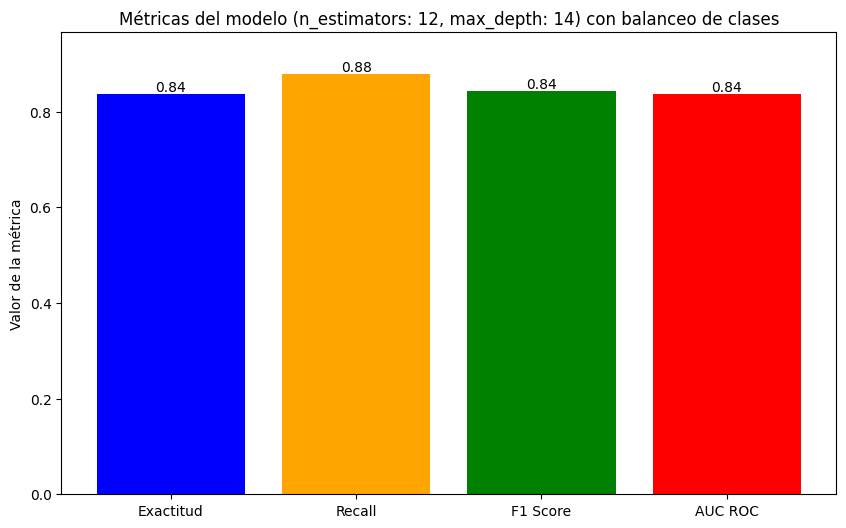 Métricas del modelo (n_estimators: 12, max_depth: 14) con balanceo de clases
0.84
0.88
0.84
0.84
Valor de la métrica
0.8
0.6
0.4
0.2
0.0
Exactitud
Recall
F1 Score
AUC ROC